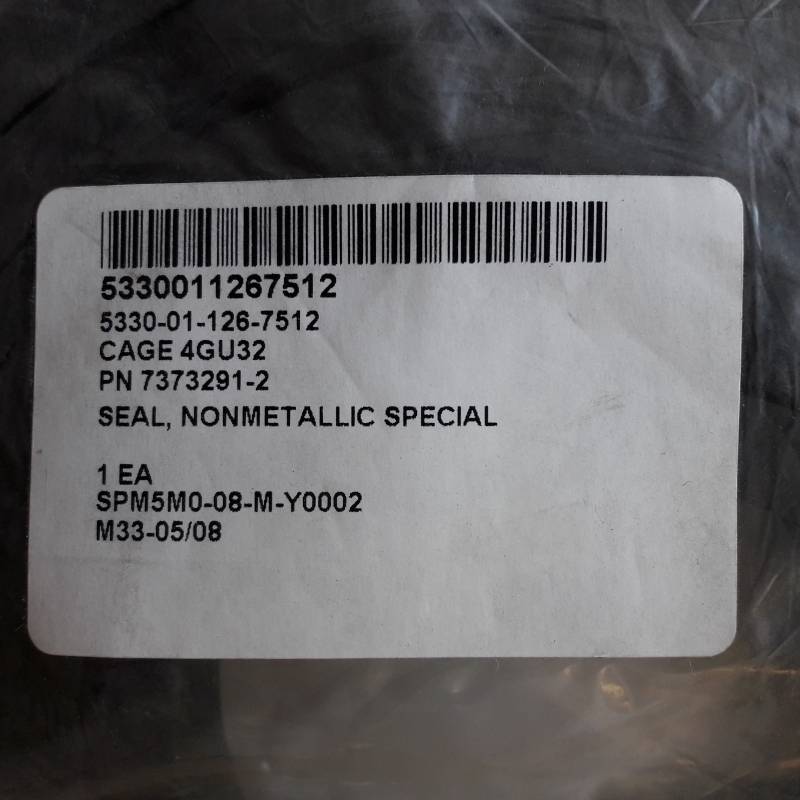 5330011267512
5330-01-126-7512
CAGE 4GU32
PN 7373291-2
SEAL, NONMETALLIC SPECIAL
1 EA
SPM5M0-08-M-Y0002
M33-05/08